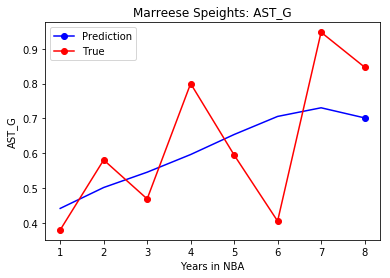 Marreese Speights: AST_G
Prediction
True
AST_G
0.9
0.8
0.7
0.6
0.5
0.4
1 2 3 4 5 6 7 8
Years in NBA